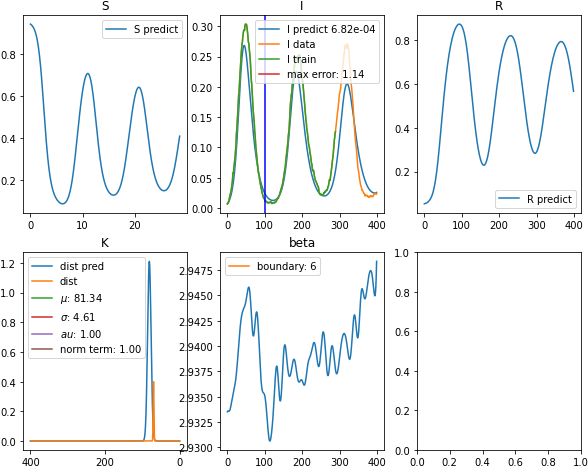 S
I
R
S predict
I predict 6.82e-04
I data
I train
max error: 1.14
R predict
0.8
0.6
0.4
0.2
0 10 20
0.30
0.25
0.20
0.15
0.10
0.05
0.00
0 100 200 300 400
0.8
0.6
0.4
0.2
0 100 200 300 400
K
beta
dist pred
dist
μ: 81.34
σ: 4.61
au: 1.00
norm term: 1.00
boundary: 6
1.2
1.0
0.8
0.6
0.4
0.2
0.0
400 200 0
2.9475
2.9450
2.9425
2.9400
2.9375
2.9350
2.9325
2.9300
0 100 200 300 400
1.0
0.8
0.6
0.4
0.2
0.0
0.0 0.2 0.4 0.6 0.8 1.0